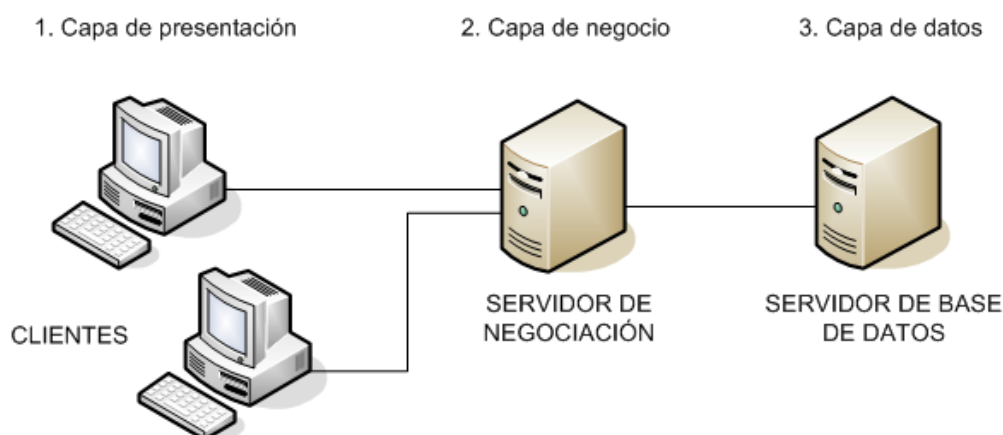 1. Capa de presentación
2. Capa de negocio
3. Capa de datos
CLIENTES
SERVIDOR DE
NEGOCIACIÓN
SERVIDOR DE BASE
DE DATOS